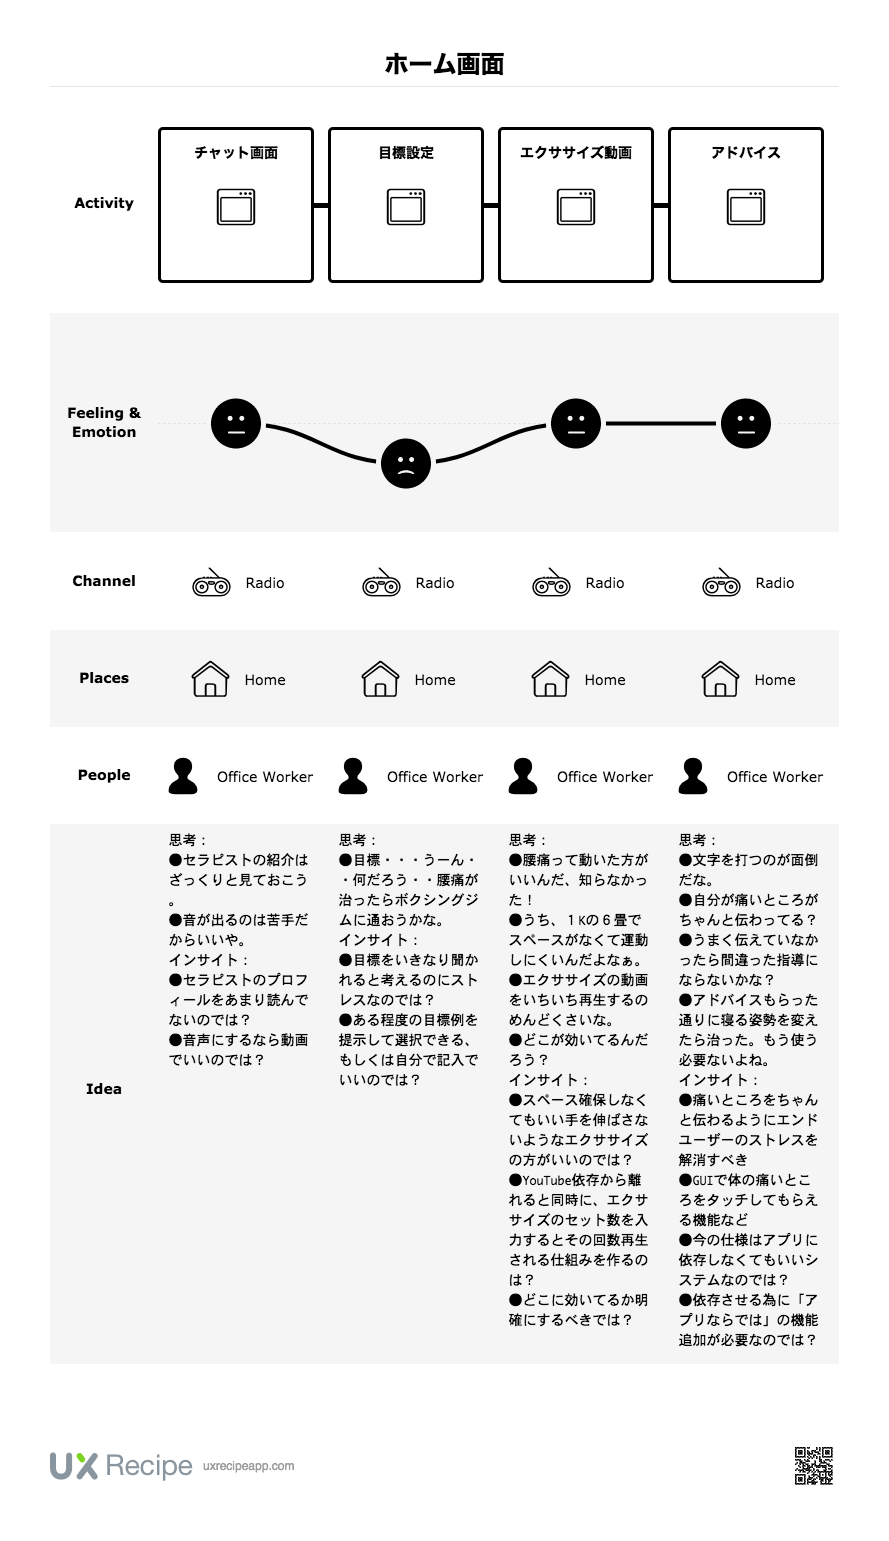 ホーム画面
Activity
チャット画面
目標設定
エクササイズ動画
アドバイス
Feeling &
Emotion
Channel
Radio
Radio
Radio
Radio
Places
Home
Home
Home
Home
People
Office Worker
Office Worker
Office Worker
Office Worker
Idea
思考：
●セラピストの紹介は
ざっくりと見ておこう
。
●音が出るのは苦手だ
からいいや。
インサイト：
●セラピストのプロフ
ィールをあまり読んで
ないのでは？
●音声にするなら動画
でいいのでは？
思考：
●目標・・・うーん・
・何だろう・・腰痛が
治ったらボクシングジ
ムに通おうかな。
インサイト：
●目標をいきなり聞か
れると考えるのにスト
レスなのでは？
●ある程度の目標例を
提示して選択できる、
もしくは自分で記入で
いいのでは？
思考：
●腰痛って動いた方が
いいんだ、知らなかっ
た！
●うち、１Kの６畳で
スペースがなくて運動
しにくいんだよなぁ。
●エクササイズの動画
をいちいち再生するの
めんどくさいな。
●どこが効いてるんだ
ろう？
インサイト：
●スペース確保しなく
てもいい手を伸ばさな
いようなエクササイズ
の方がいいのでは？
●YouTube依存から離
れると同時に、エクサ
サイズのセット数を入
力するとその回数再生
される仕組みを作るの
は？
●どこに効いてるか明
確にするべきでは？
思考：
●文字を打つのが面倒
だな。
●自分が痛いところが
ちゃんと伝わってる？
●うまく伝えていなか
ったら間違った指導に
ならないかな？
●アドバイスもらった
通りに寝る姿勢を変え
たら治った。もう使う
必要ないよね。
インサイト：
●痛いところをちゃん
と伝わるようにエンド
ユーザーのストレスを
解消すべき
●GUIで体の痛いとこ
ろをタッチしてもらえ
る機能など
●今の仕様はアプリに
依存しなくてもいいシ
ステムなのでは？
●依存させる為に「ア
プリならでは」の機能
追加が必要なのでは？
UX Recipe uxrecipeapp.com